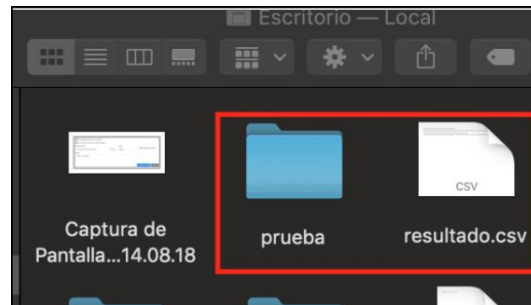 Escritorio — Local
CSV
Captura de
Pantalla...14.08.18
prueba
resultado.csv